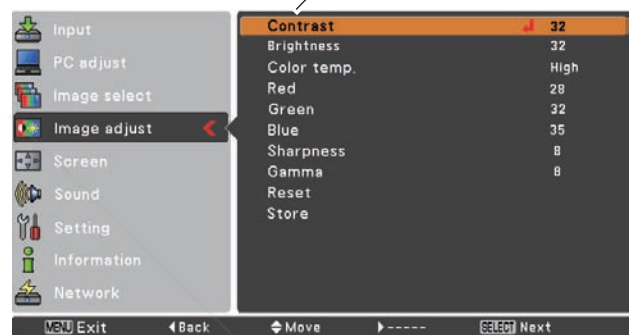 Input
PC adjust
Image select
Image adjust
Screen
Sound
Setting
Information
Network
Contrast 32
Brightness 32
Color temp. High
Red 28
Green 32
Blue 35
Sharpness 8
Gamma 8
Reset
Store
MENU Exit Back Move ----- SELECT Next